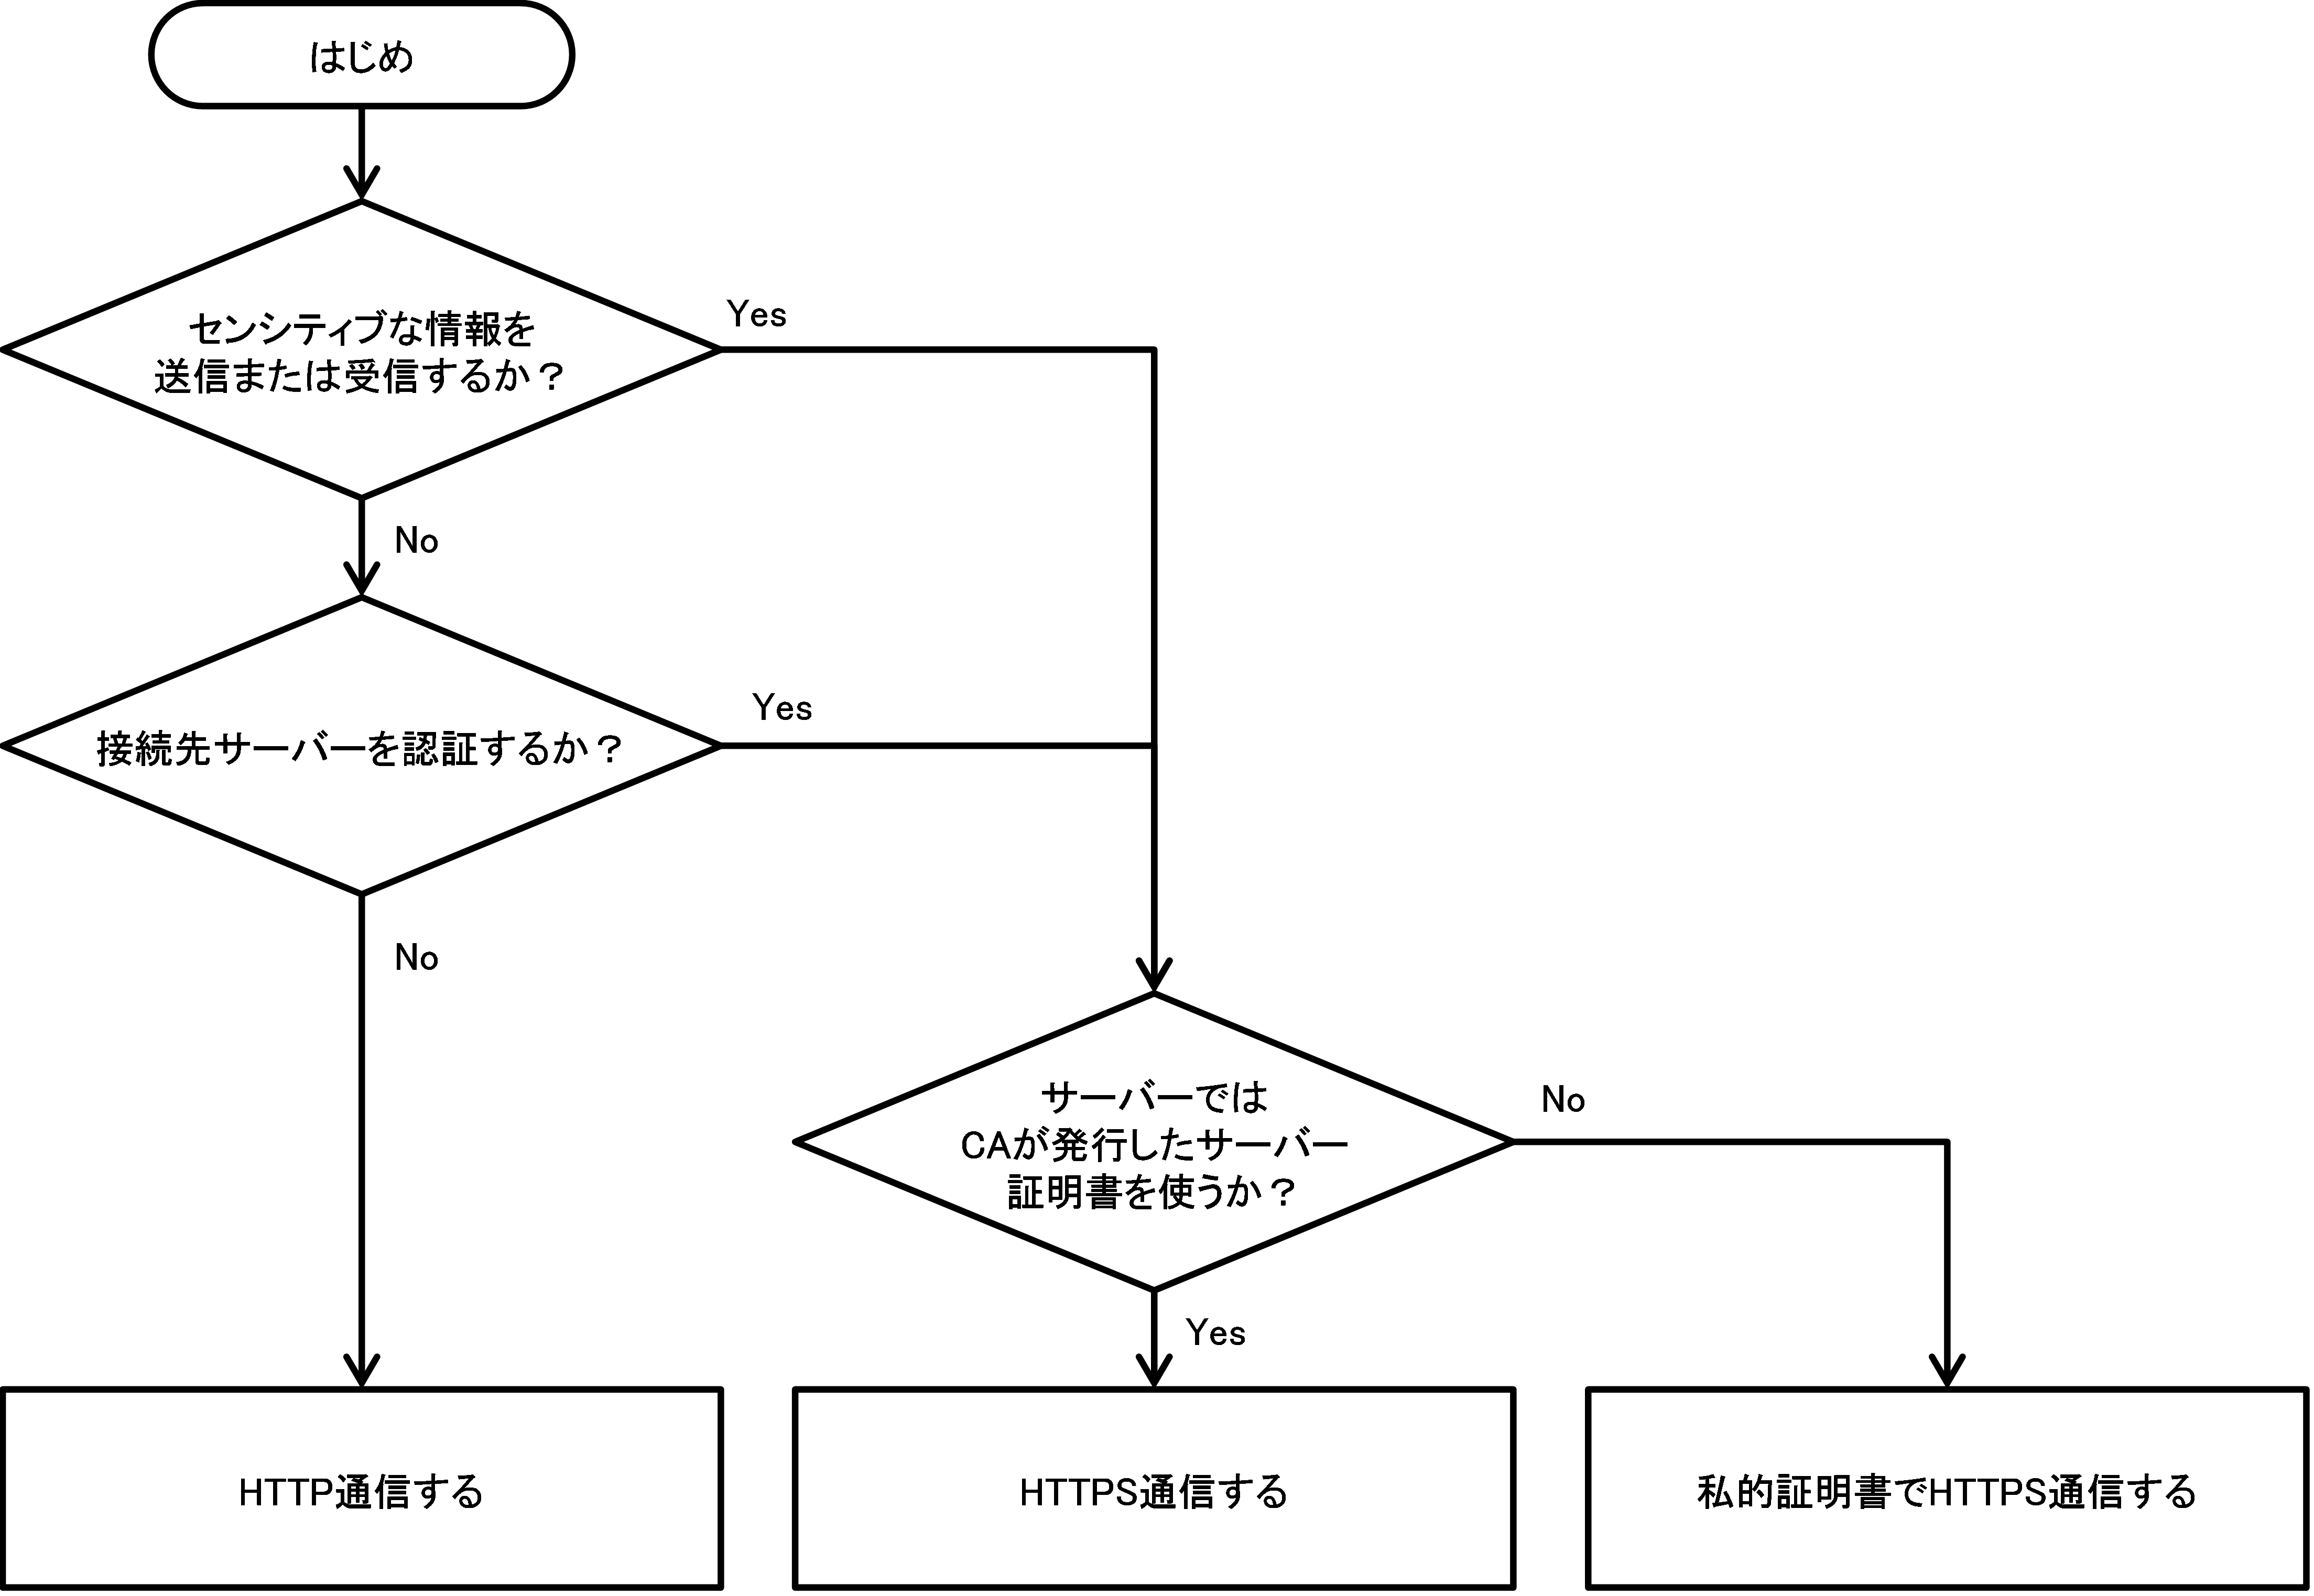 はじめ
センシティブな情報を
送信または受信するか？
Yes
No
接続先サーバーを認証するか？
Yes
No
サーバーでは
CAが発行したサーバー
証明書を使うか？
No
Yes
HTTP通信する
HTTPS通信する
私的証明書でHTTPS通信する